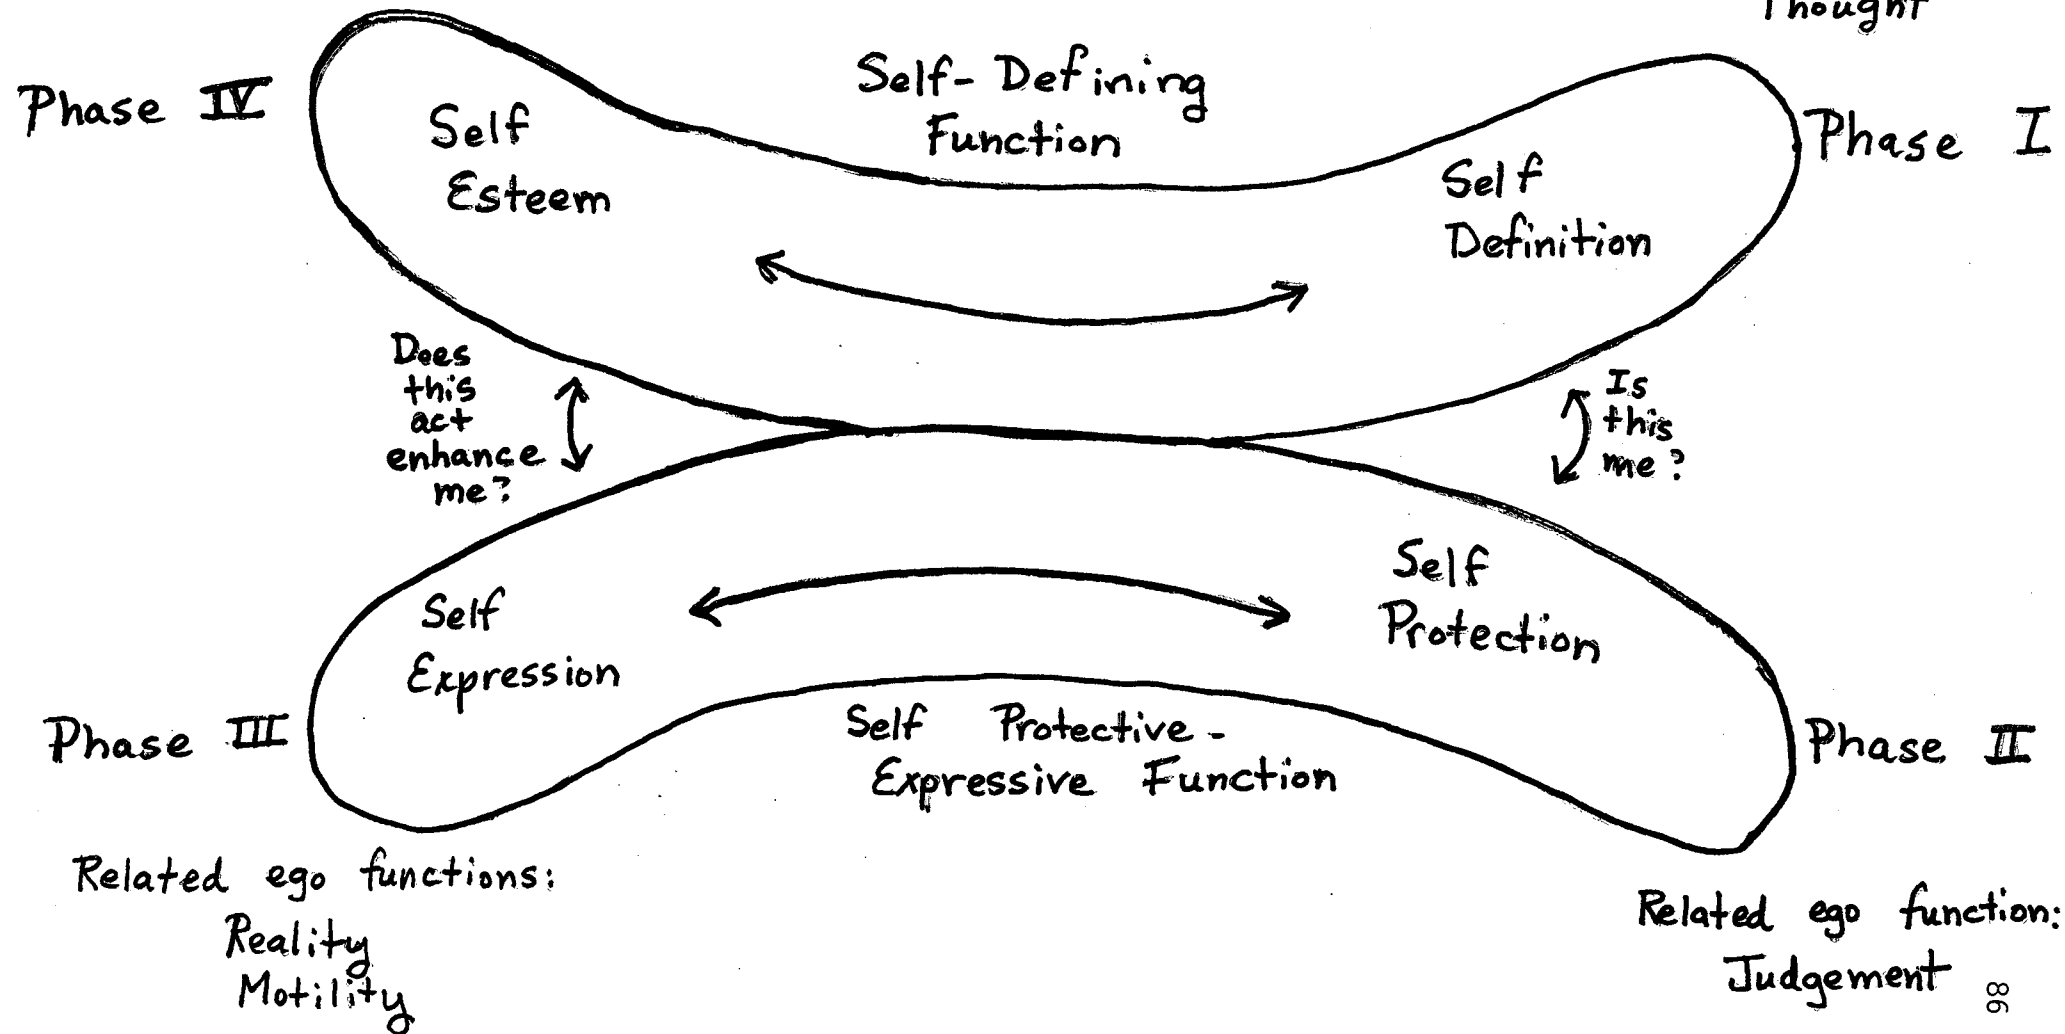 Thought
Phase IV
Self
Esteem
Self-Defining
Function
Self
Definition
Phase I
Does
this
act
enhance
me?
Is
this
me?
Self
Expression
Self
Protection
Phase III
Self Protective-
Expressive Function
Phase II
Related ego functions:
Reality
Motility
Related ego function:
Judgement
86